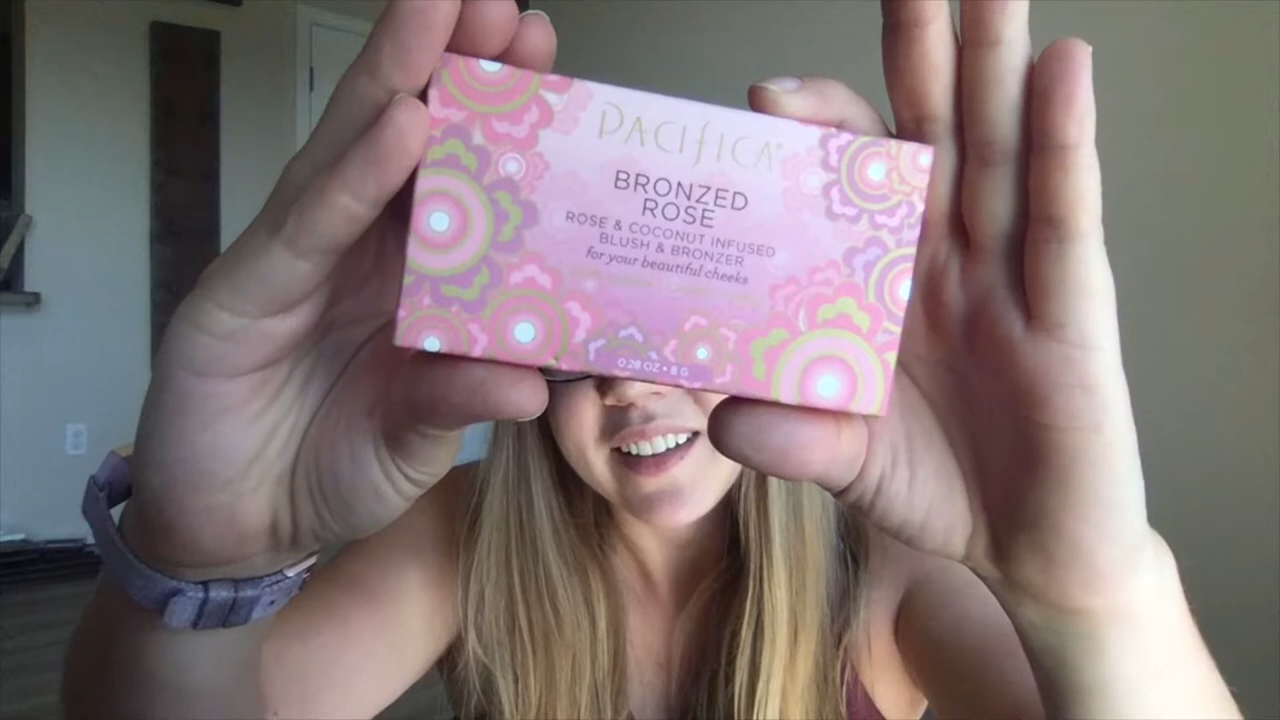 PACIFICA
BRONZED
ROSE
ROSE & COCONUT INFUSED
BLUSH & BRONZER
for your beautiful cheeks
0.28 OZ • 8 G